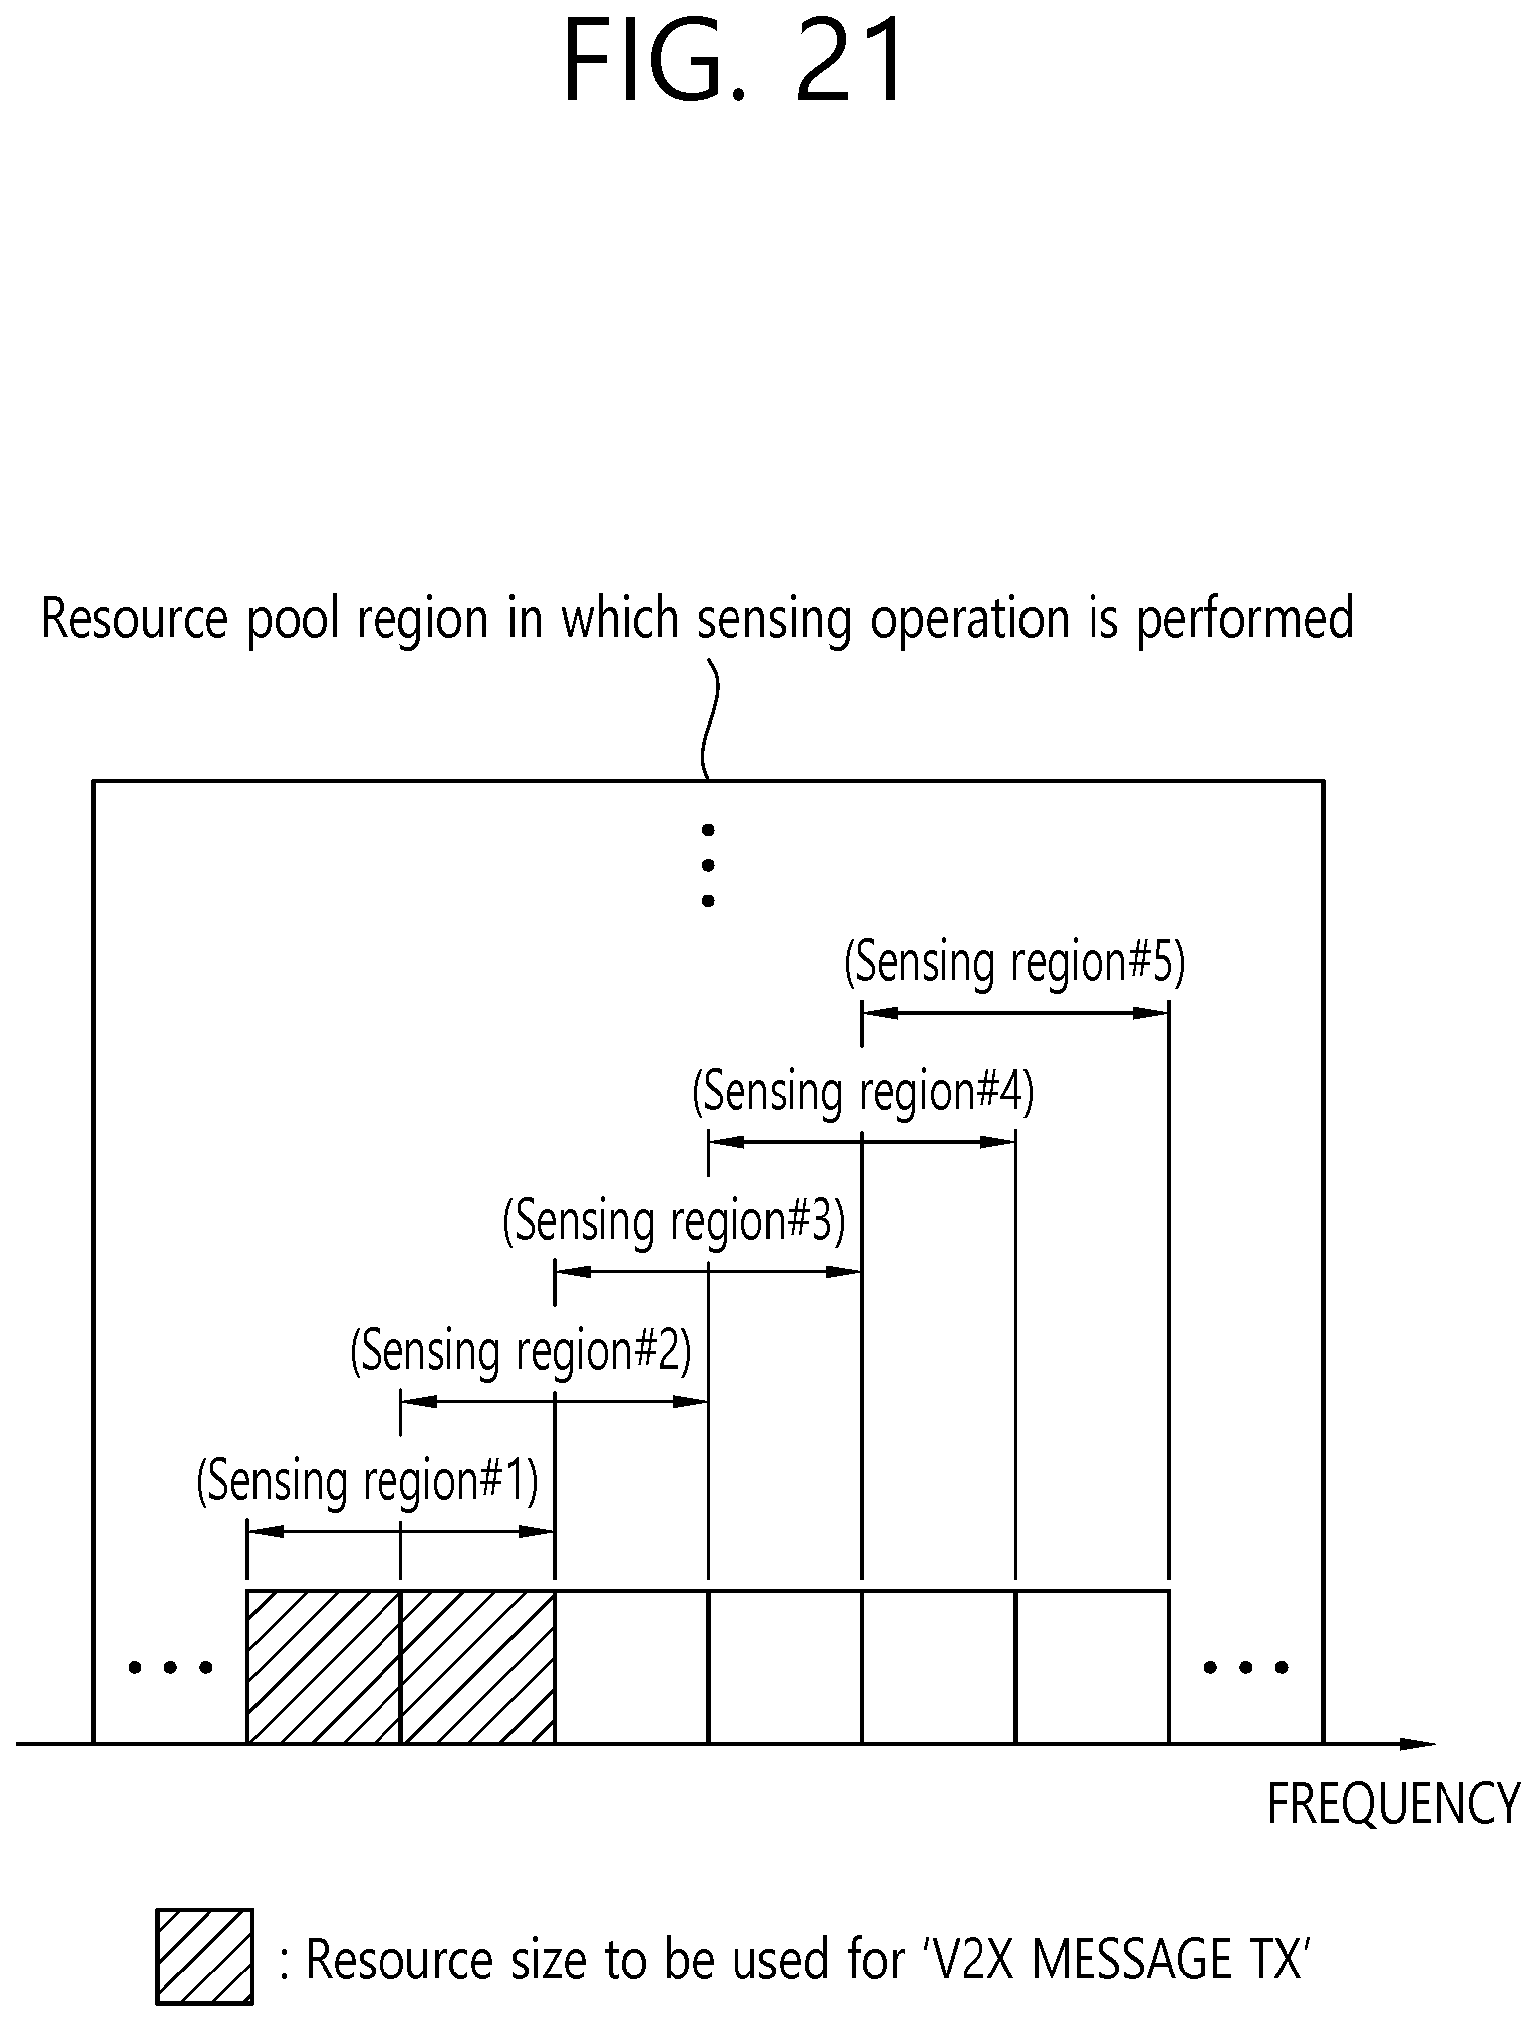 FIG. 21
Resource pool region in which sensing operation is performed
(Sensing region#5)
(Sensing region#4)
(Sensing region#3)
(Sensing region#2)
(Sensing region#1)
FREQUENCY
: Resource size to be used for ‘V2X MESSAGE TX’